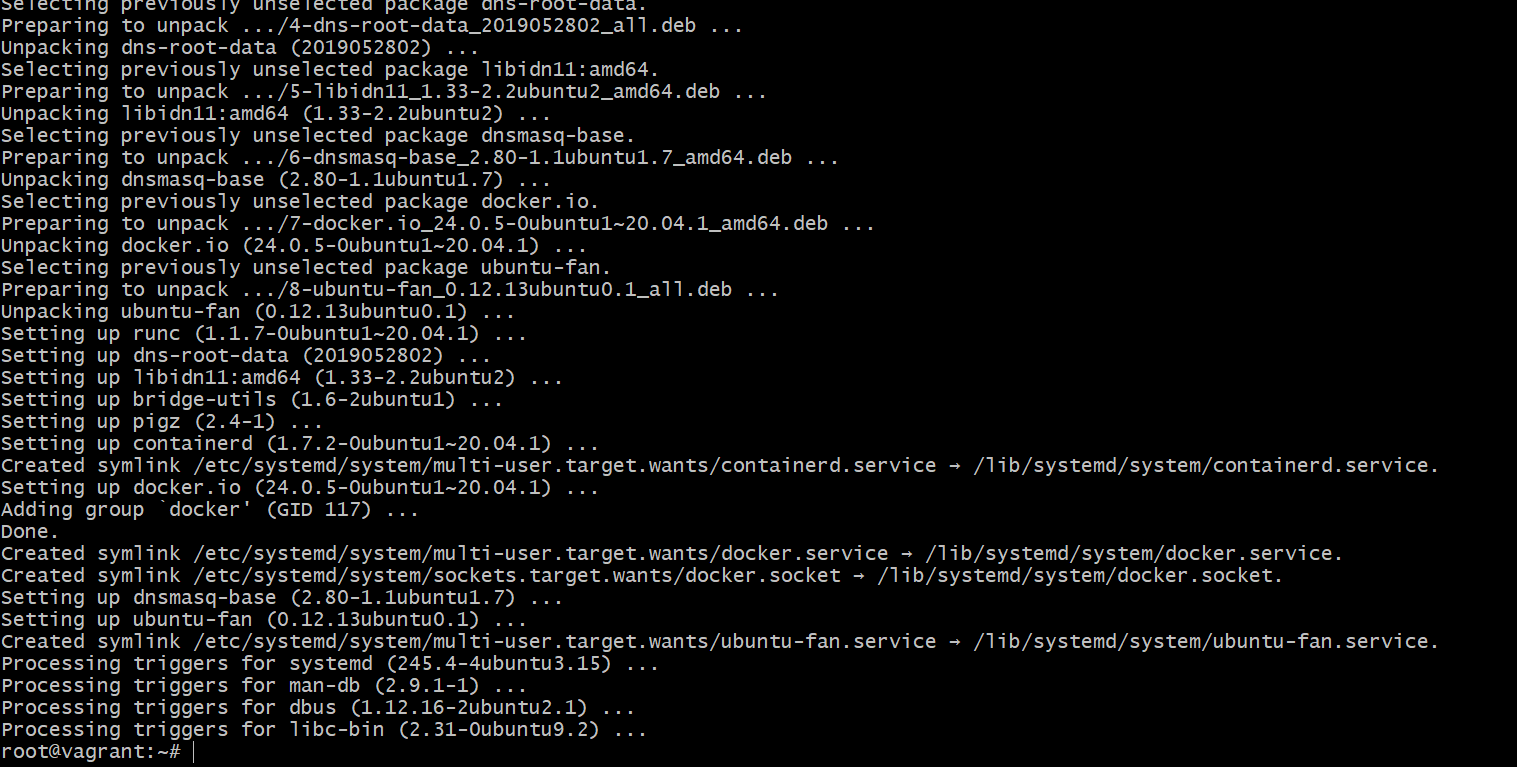 Selecting previously unselected package dns-root-data.
Preparing to unpack .../4-dns-root-data_2019052802_all.deb ...
Unpacking dns-root-data (2019052802) ...
Selecting previously unselected package libidn11:amd64.
Preparing to unpack .../5-libidn11_1.33-2.2ubuntu2_amd64.deb ...
Unpacking libidn11:amd64 (1.33-2.2ubuntu2) ...
Selecting previously unselected package dnsmasq-base.
Preparing to unpack .../6-dnsmasq-base_2.80-1.1ubuntu1.7_amd64.deb ...
Unpacking dnsmasq-base (2.80-1.1ubuntu1.7) ...
Selecting previously unselected package docker.io.
Preparing to unpack .../7-docker.io_24.0.5-0ubuntu1~20.04.1_amd64.deb ...
Unpacking docker.io (24.0.5-0ubuntu1~20.04.1) ...
Selecting previously unselected package ubuntu-fan.
Preparing to unpack .../8-ubuntu-fan_0.12.13ubuntu0.1_all.deb ...
Unpacking ubuntu-fan (0.12.13ubuntu0.1) ...
Setting up runc (1.1.7-0ubuntu1~20.04.1) ...
Setting up dns-root-data (2019052802) ...
Setting up libidn11:amd64 (1.33-2.2ubuntu2) ...
Setting up bridge-utils (1.6-2ubuntu1) ...
Setting up pigz (2.4-1) ...
Setting up containerd (1.7.2-0ubuntu1~20.04.1) ...
Created symlink /etc/systemd/system/multi-user.target.wants/containerd.service → /lib/systemd/system/containerd.service.
Setting up docker.io (24.0.5-0ubuntu1~20.04.1) ...
Adding group `docker' (GID 117) ...
Done.
Created symlink /etc/systemd/system/multi-user.target.wants/docker.service → /lib/systemd/system/docker.service.
Created symlink /etc/systemd/system/sockets.target.wants/docker.socket → /lib/systemd/system/docker.socket.
Setting up dnsmasq-base (2.80-1.1ubuntu1.7) ...
Setting up ubuntu-fan (0.12.13ubuntu0.1) ...
Created symlink /etc/systemd/system/multi-user.target.wants/ubuntu-fan.service → /lib/systemd/system/ubuntu-fan.service.
Processing triggers for systemd (245.4-4ubuntu3.15) ...
Processing triggers for man-db (2.9.1-1) ...
Processing triggers for dbus (1.12.16-2ubuntu2.1) ...
Processing triggers for libc-bin (2.31-0ubuntu9.2) ...
root@vagrant:~#